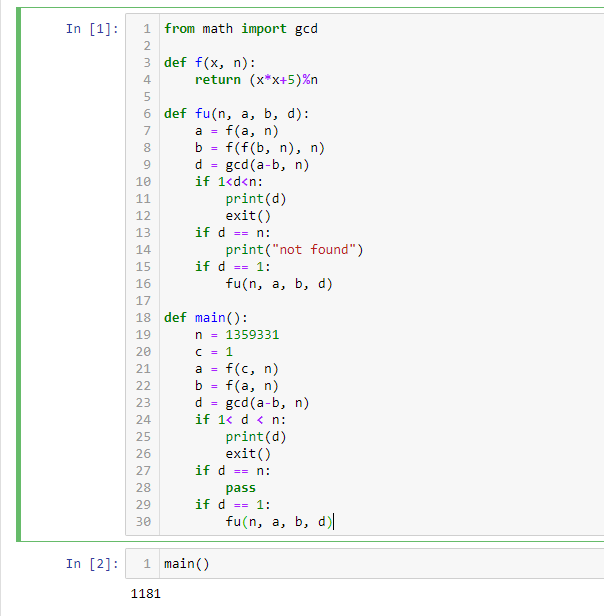 In [1]:
1 from math import gcd
2
3 def f(x, n):
4     return (x*x+5)%n
5
6 def fu(n, a, b, d):
7     a = f(a, n)
8     b = f(f(b, n), n)
9     d = gcd(a-b, n)
10     if 1<d<n:
11         print(d)
12         exit()
13     if d == n:
14         print("not found")
15     if d == 1:
16         fu(n, a, b, d)
17
18 def main():
19     n = 1359331
20     c = 1
21     a = f(c, n)
22     b = f(a, n)
23     d = gcd(a-b, n)
24     if 1< d < n:
25         print(d)
26         exit()
27     if d == n:
28         pass
29     if d == 1:
30         fu(n, a, b, d)
In [2]:
1 main()
1181